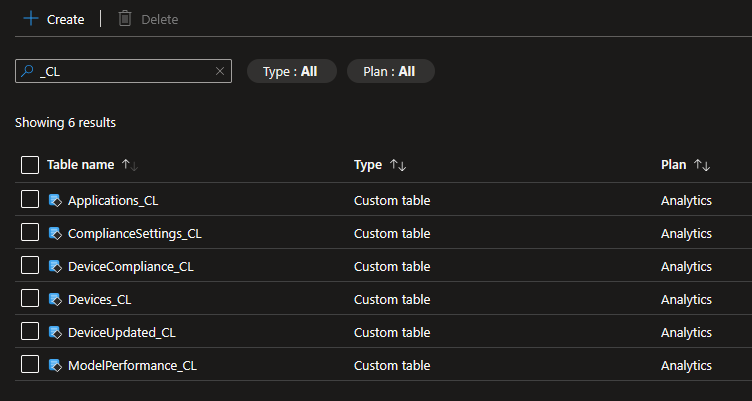 Create Delete
_CL Type : All Plan : All
Showing 6 results
Table name Type Plan
Applications_CL Custom table Analytics
ComplianceSettings_CL Custom table Analytics
DeviceCompliance_CL Custom table Analytics
Devices_CL Custom table Analytics
DeviceUpdated_CL Custom table Analytics
ModelPerformance_CL Custom table Analytics